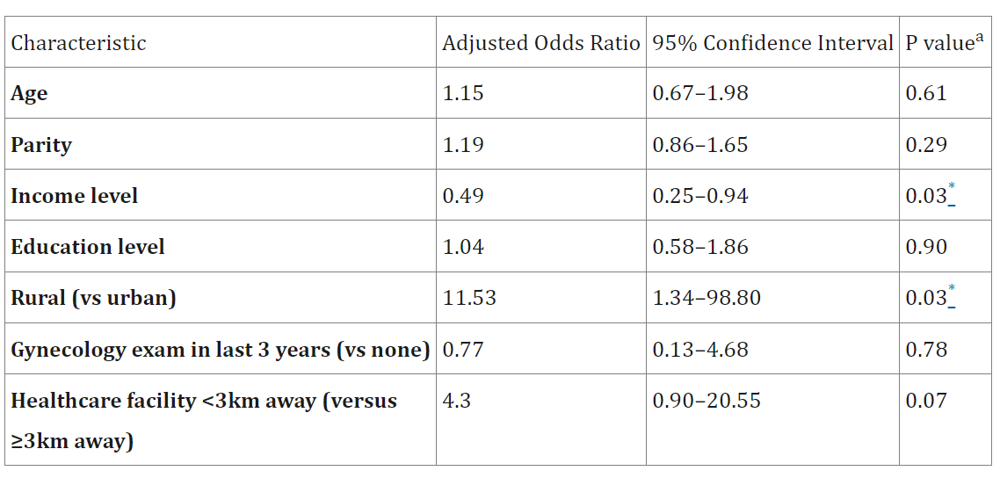 Characteristic Adjusted Odds Ratio 95% Confidence Interval P valueᵃ
Age 1.15 0.67–1.98 0.61
Parity 1.19 0.86–1.65 0.29
Income level 0.49 0.25–0.94 0.03*
Education level 1.04 0.58–1.86 0.90
Rural (vs urban) 11.53 1.34–98.80 0.03*
Gynecology exam in last 3 years (vs none) 0.77 0.13–4.68 0.78
Healthcare facility <3km away (versus 4.3 0.90–20.55 0.07
≥3km away)